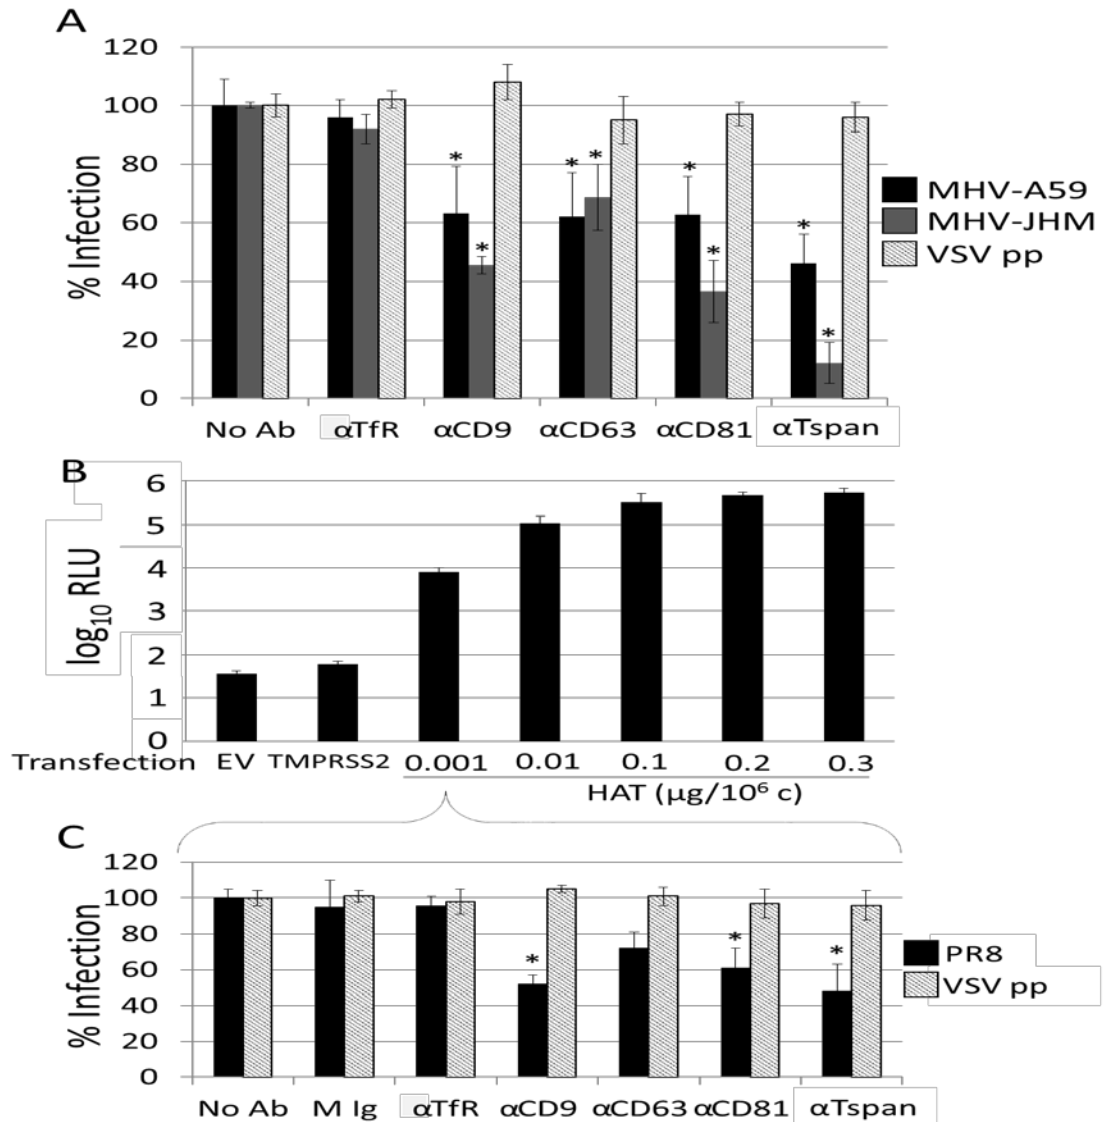 A
120
100
80
60
40
20
0
% Infection
* * * * * * * *
No Ab αTfR αCD9 αCD63 αCD81 αTspan
MHV-A59
MHV-JHM
VSV pp
B
6
5
4
3
2
1
0
log10 RLU
Transfection EV TMPRSS2 0.001 0.01 0.1 0.2 0.3
HAT (µg/10⁶ c)
C
120
100
80
60
40
20
0
% Infection
* * *
No Ab M Ig αTfR αCD9 αCD63 αCD81 αTspan
PR8
VSV pp